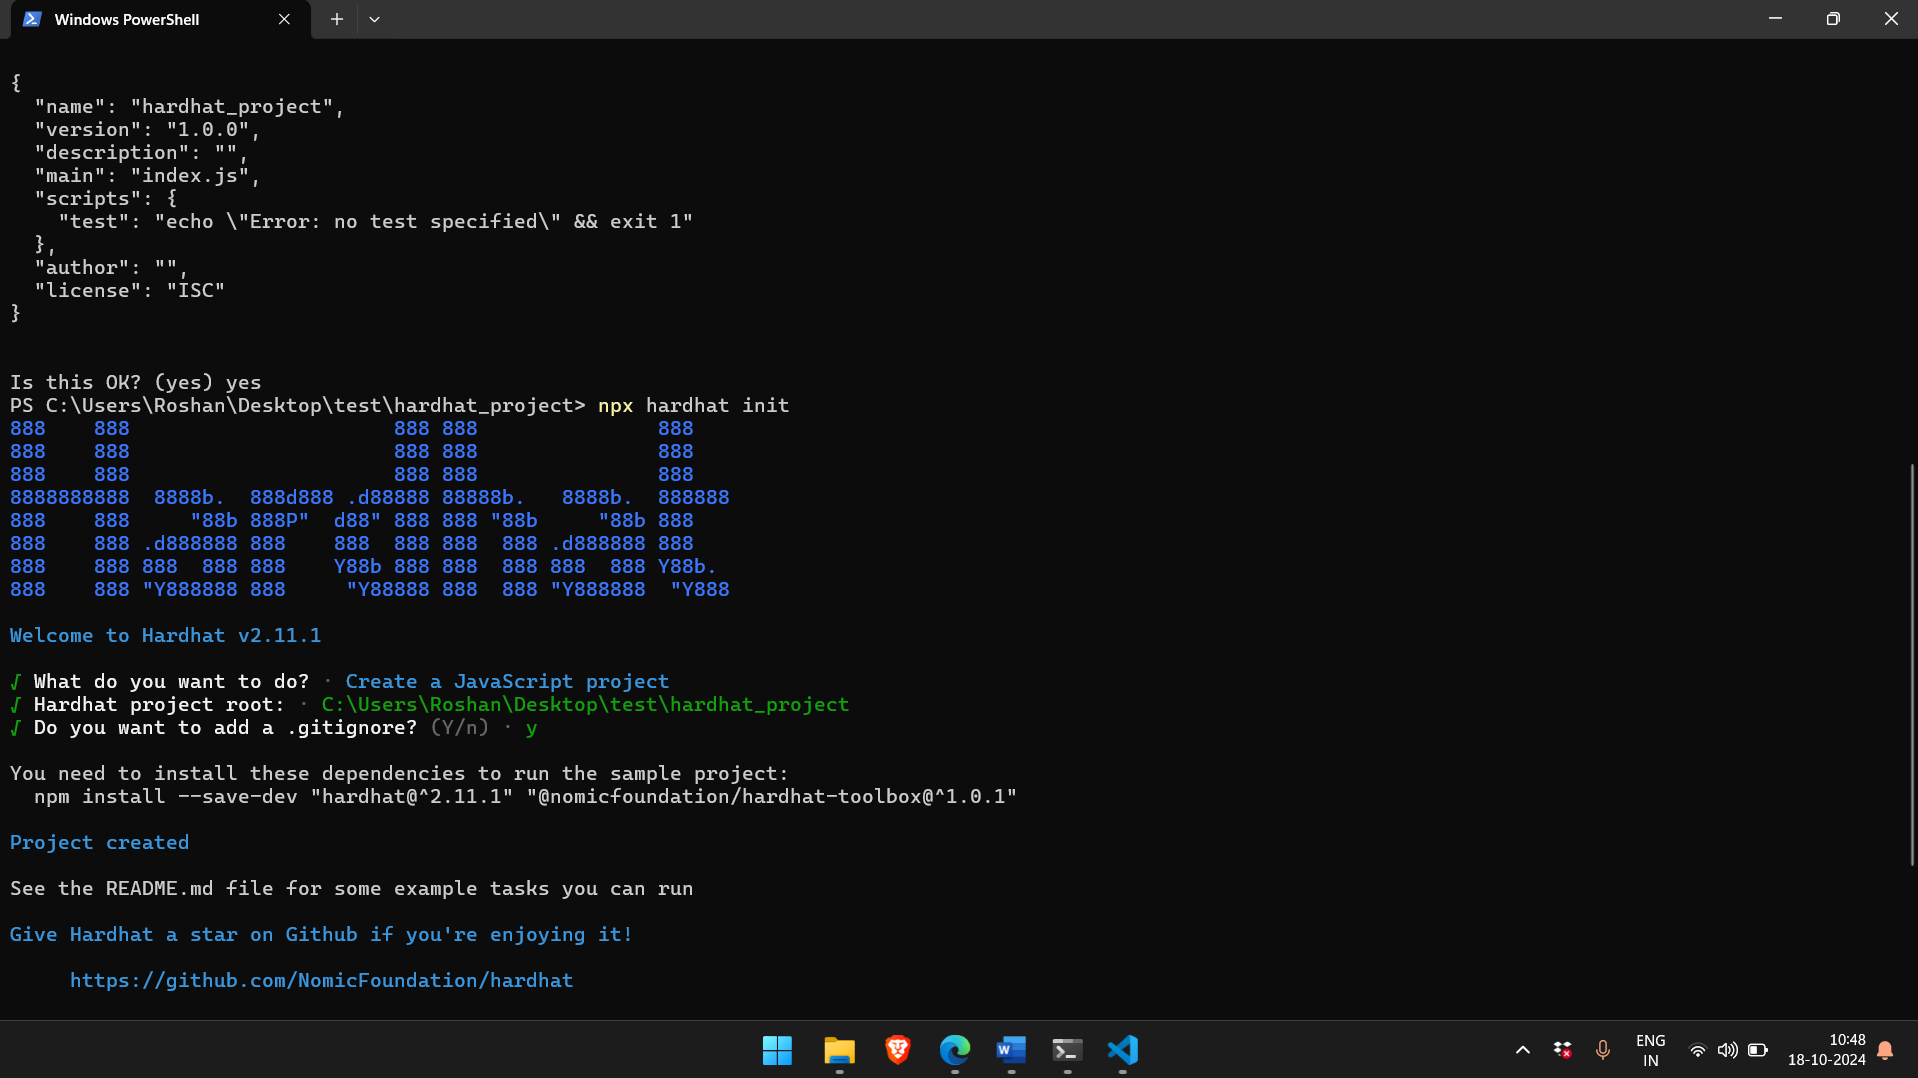 Windows PowerShell
{
  "name": "hardhat_project",
  "version": "1.0.0",
  "description": "",
  "main": "index.js",
  "scripts": {
    "test": "echo \"Error: no test specified\" && exit 1"
  },
  "author": "",
  "license": "ISC"
}
Is this OK? (yes) yes
PS C:\Users\Roshan\Desktop\test\hardhat_project> npx hardhat init
888    888                      888 888               888
888    888                      888 888               888
888    888                      888 888               888
8888888888  8888b.  888d888 .d88888 88888b.   8888b.  888888
888    888     "88b 888P"  d88" 888 888 "88b     "88b 888
888    888 .d888888 888    888  888 888  888 .d888888 888
888    888 888  888 888    Y88b 888 888  888 888  888 Y88b.
888    888 "Y888888 888     "Y88888 888  888 "Y888888  "Y888
Welcome to Hardhat v2.11.1
√ What do you want to do? · Create a JavaScript project
√ Hardhat project root: · C:\Users\Roshan\Desktop\test\hardhat_project
√ Do you want to add a .gitignore? (Y/n) · y
You need to install these dependencies to run the sample project:
  npm install --save-dev "hardhat@^2.11.1" "@nomicfoundation/hardhat-toolbox@^1.0.1"
Project created
See the README.md file for some example tasks you can run
Give Hardhat a star on Github if you're enjoying it!
     https://github.com/NomicFoundation/hardhat
W
ENG
IN
10:48
18-10-2024